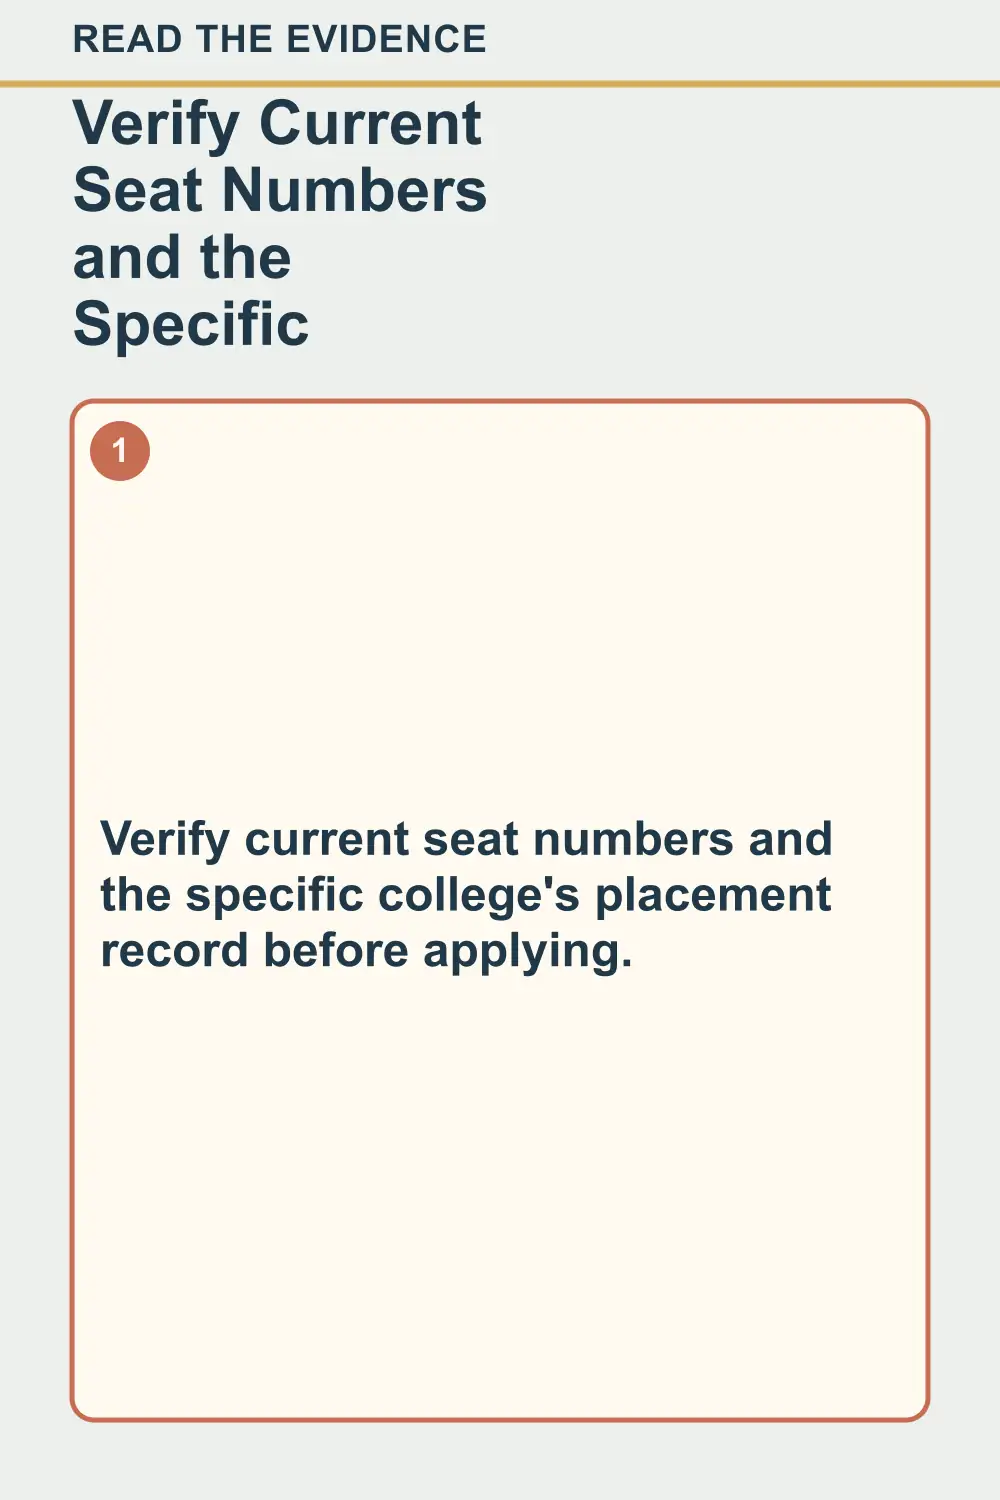 READ THE EVIDENCE
Verify Current
Seat Numbers
and the
Specific
1
Verify current seat numbers and
the specific college's placement
record before applying.